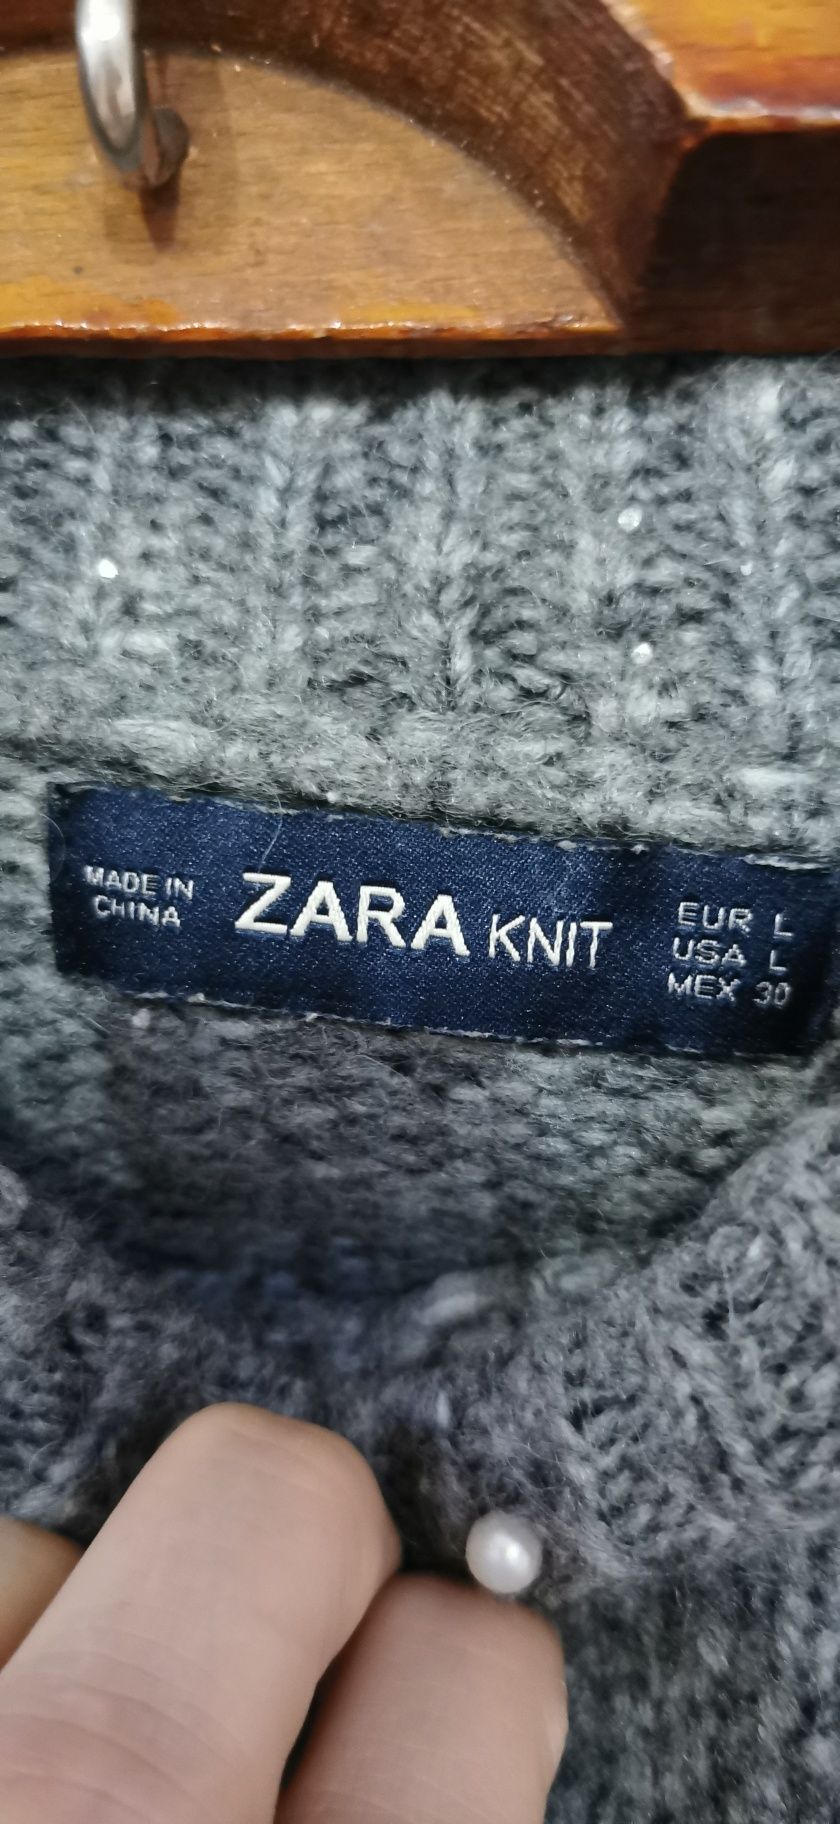 MADE IN
CHINA
ZARA KNIT
EUR L
USA L
MEX 30